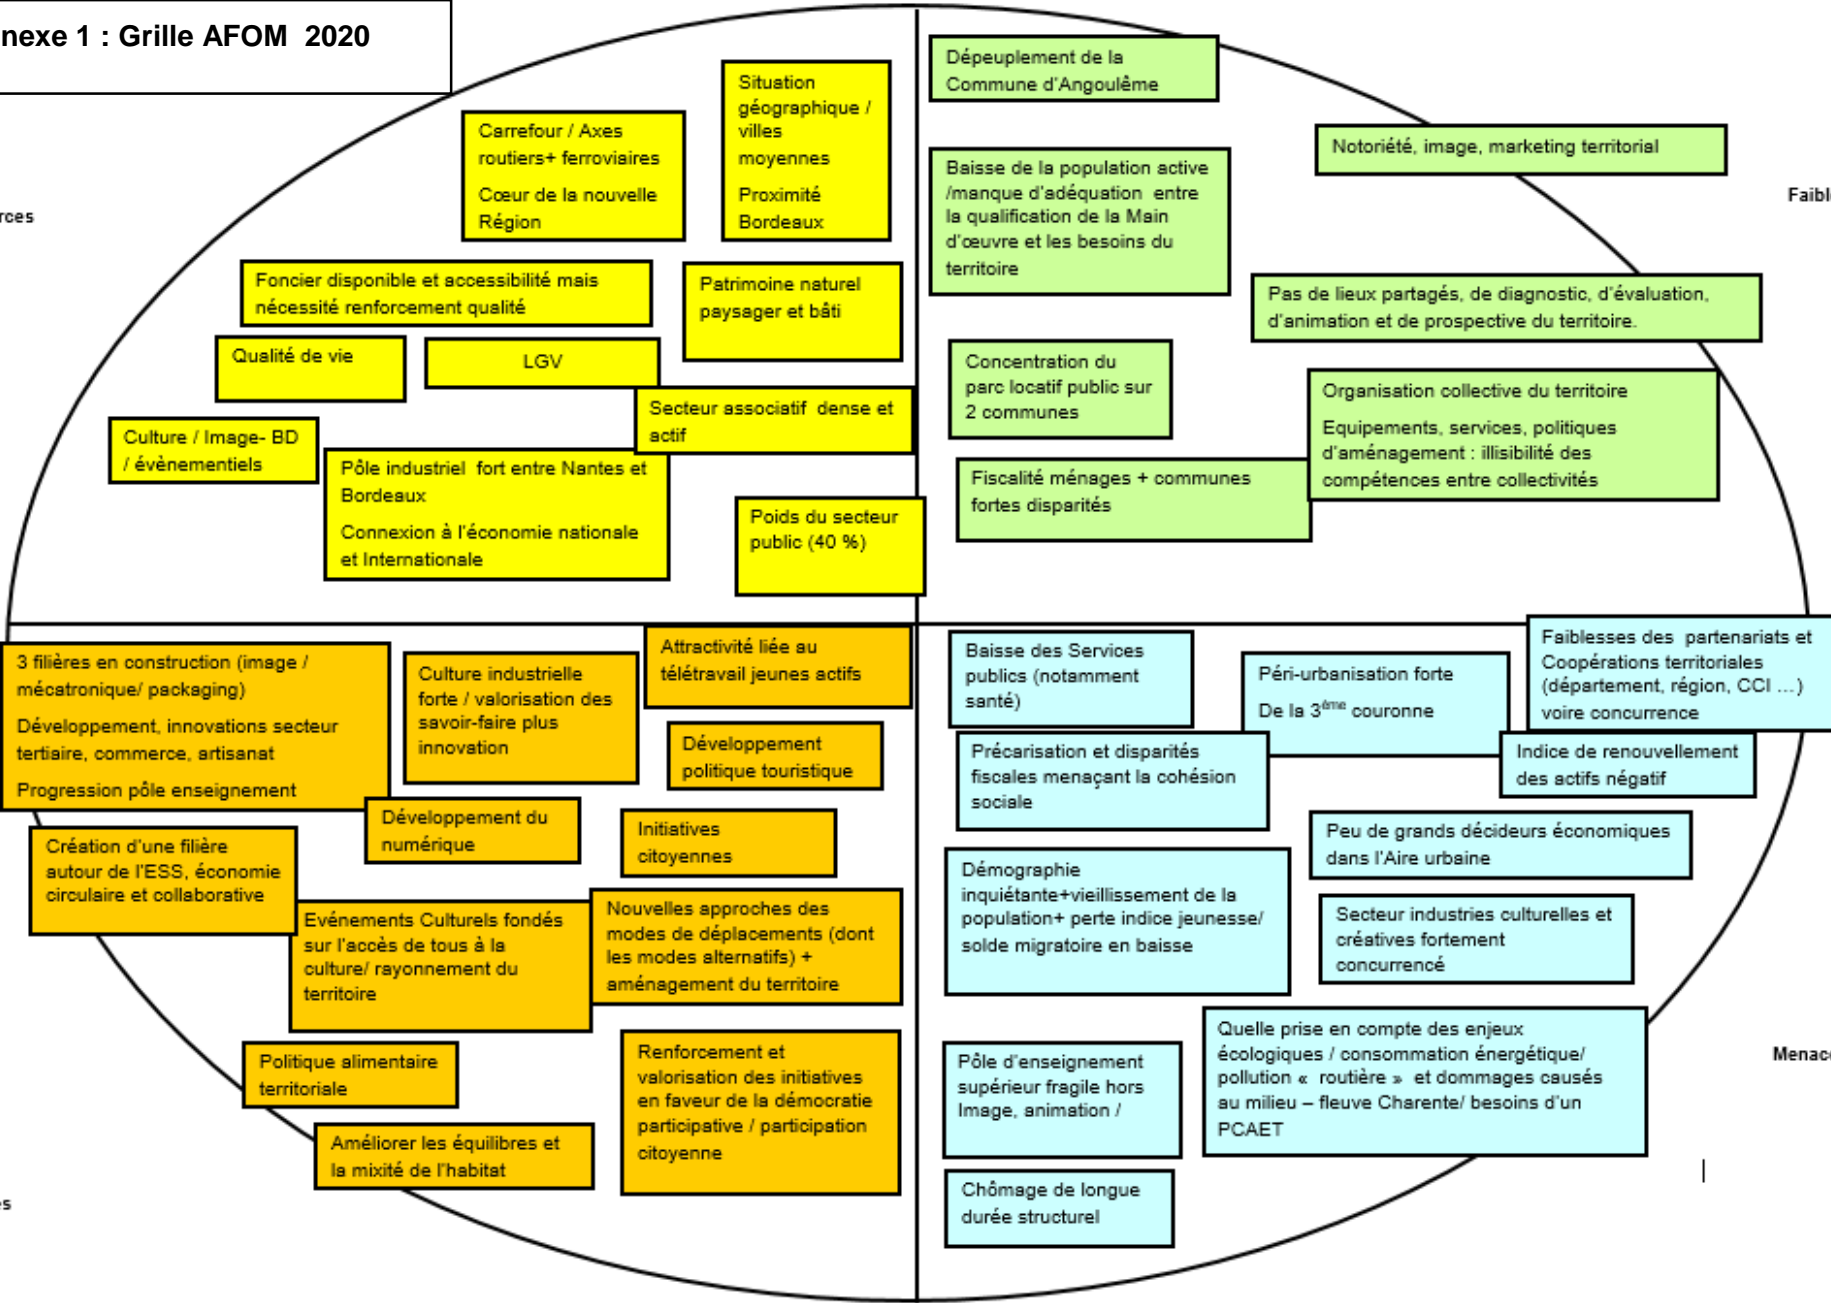 nexe 1 : Grille AFOM  2020
rces
Carrefour / Axes
routiers+ ferroviaires
Cœur de la nouvelle
Région
Situation
géographique /
villes
moyennes
Proximité
Bordeaux
Foncier disponible et accessibilité mais
nécessité renforcement qualité
Patrimoine naturel
paysager et bâti
Qualité de vie
LGV
Secteur associatif  dense et
actif
Culture / Image- BD
/ évènementiels
Pôle industriel  fort entre Nantes et
Bordeaux
Connexion à l'économie nationale
et Internationale
Poids du secteur
public (40 %)
Dépeuplement de la
Commune d'Angoulême
Notoriété, image, marketing territorial
Faibl
Baisse de la population active
/manque d'adéquation  entre
la qualification de la Main
d'œuvre et les besoins du
territoire
Pas de lieux partagés, de diagnostic, d'évaluation,
d'animation et de prospective du territoire.
Concentration du
parc locatif public sur
2 communes
Organisation collective du territoire
Equipements, services, politiques
d'aménagement : illisibilité des
compétences entre collectivités
Fiscalité ménages + communes
fortes disparités
3 filières en construction (image /
mécatronique/ packaging)
Développement, innovations secteur
tertiaire, commerce, artisanat
Progression pôle enseignement
Culture industrielle
forte / valorisation des
savoir-faire plus
innovation
Attractivité liée au
télétravail jeunes actifs
Développement
politique touristique
Développement du
numérique
Initiatives
citoyennes
Création d'une filière
autour de l'ESS, économie
circulaire et collaborative
Evénements Culturels fondés
sur l'accès de tous à la
culture/ rayonnement du
territoire
Nouvelles approches des
modes de déplacements (dont
les modes alternatifs) +
aménagement du territoire
Politique alimentaire
territoriale
Renforcement et
valorisation des initiatives
en faveur de la démocratie
participative / participation
citoyenne
Améliorer les équilibres et
la mixité de l'habitat
s
Baisse des Services
publics (notamment
santé)
Péri-urbanisation forte
De la 3ème couronne
Faiblesses des  partenariats et
Coopérations territoriales
(département, région, CCI …)
voire concurrence
Précarisation et disparités
fiscales menaçant la cohésion
sociale
Indice de renouvellement
des actifs négatif
Peu de grands décideurs économiques
dans l'Aire urbaine
Démographie
inquiétante+vieillissement de la
population+ perte indice jeunesse/
solde migratoire en baisse
Secteur industries culturelles et
créatives fortement
concurrencé
Quelle prise en compte des enjeux
écologiques / consommation énergétique/
pollution «  routière »  et dommages causés
au milieu – fleuve Charente/ besoins d'un
PCAET
Menac
Pôle d'enseignement
supérieur fragile hors
Image, animation /
Chômage de longue
durée structurel